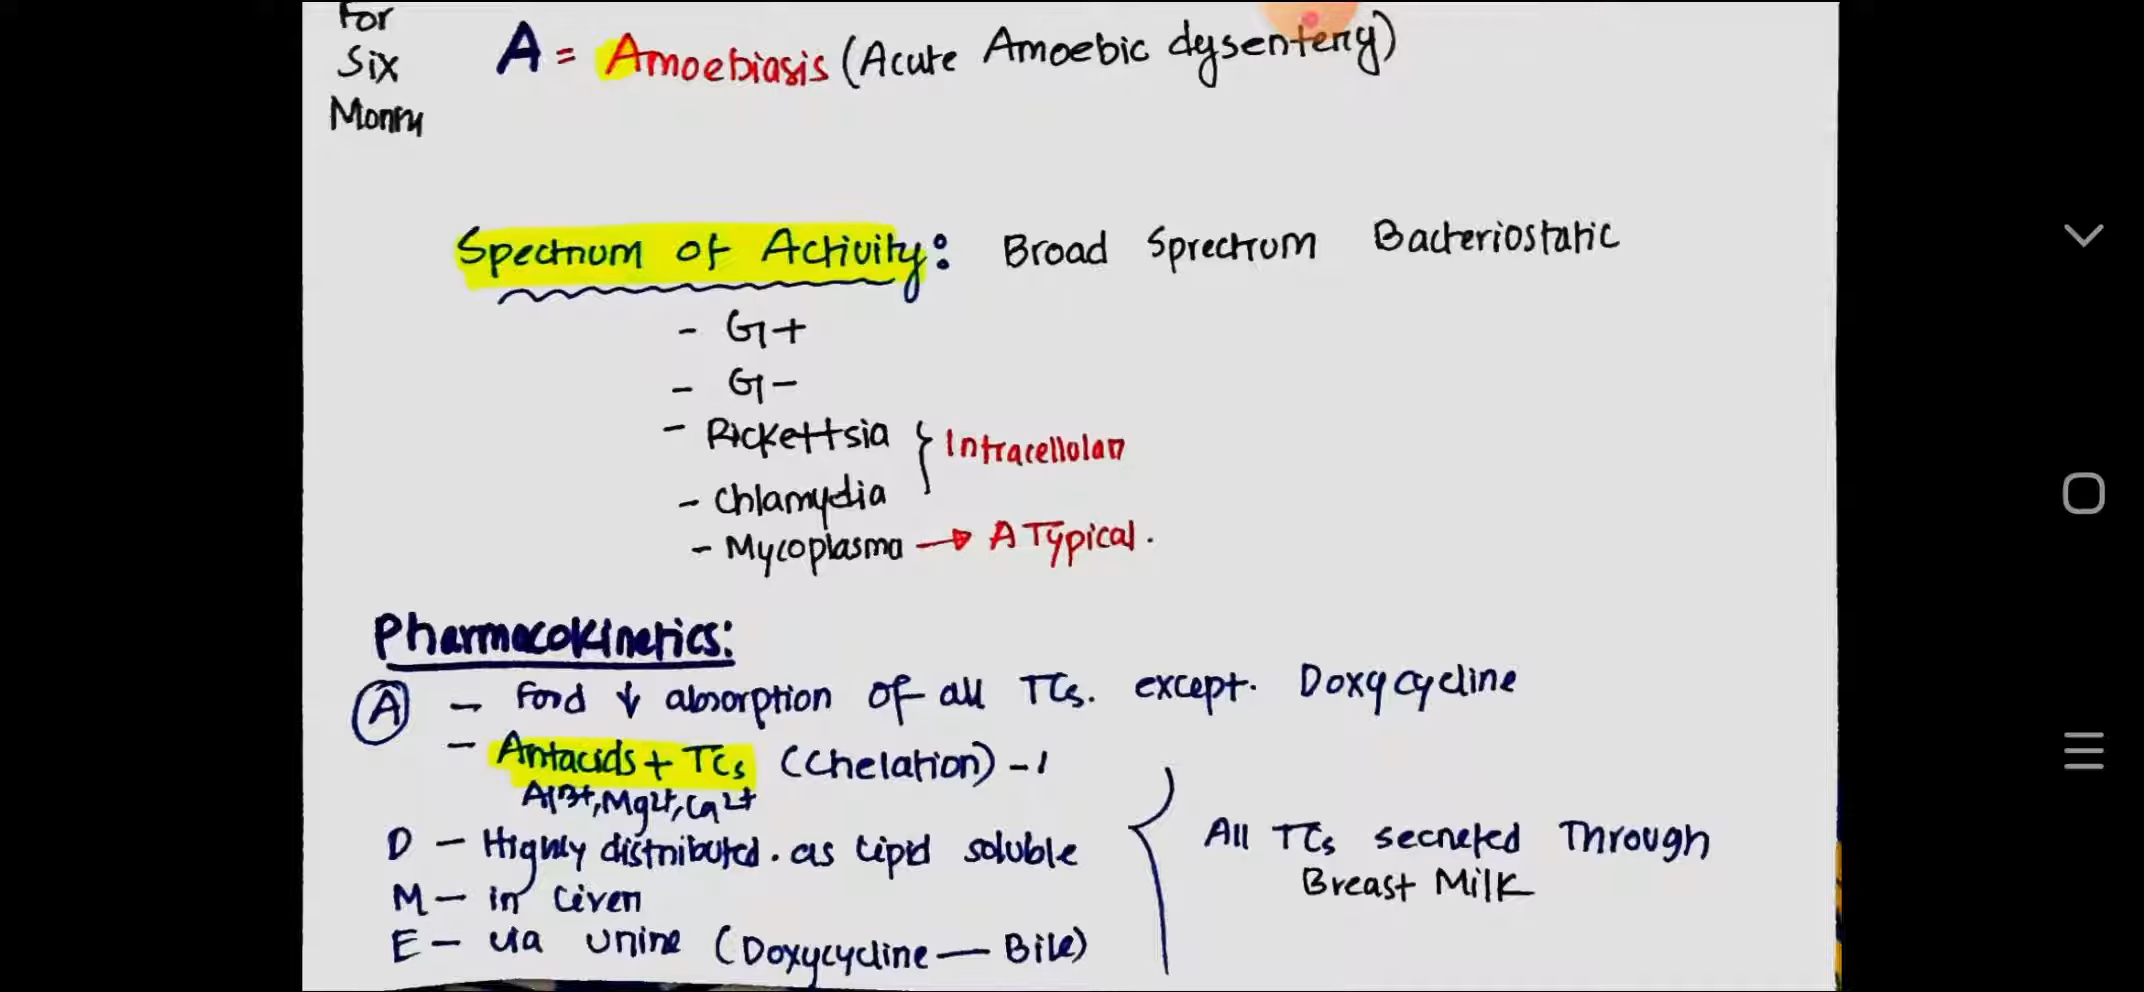 For
Six
Month
A = Amoebiasis (Acute Amoebic dysentery)
Spectrum of Activity: Broad Sprectrum Bacteriostatic
- G+
- G-
- Rickettsia
Intracellular
- Chlamydia
- Mycoplasma → ATypical.
Pharmacokinetics:
A - Food ↓ absorption of all TCs. except. Doxycycline
- Antacids + TCs (Chelation) -
Al3+, Mg2+, Ca2+
D - Highly distributed. as lipid soluble
M - in liver
E - via urine (Doxycycline — Bile)
All TCs secreted Through
Breast Milk